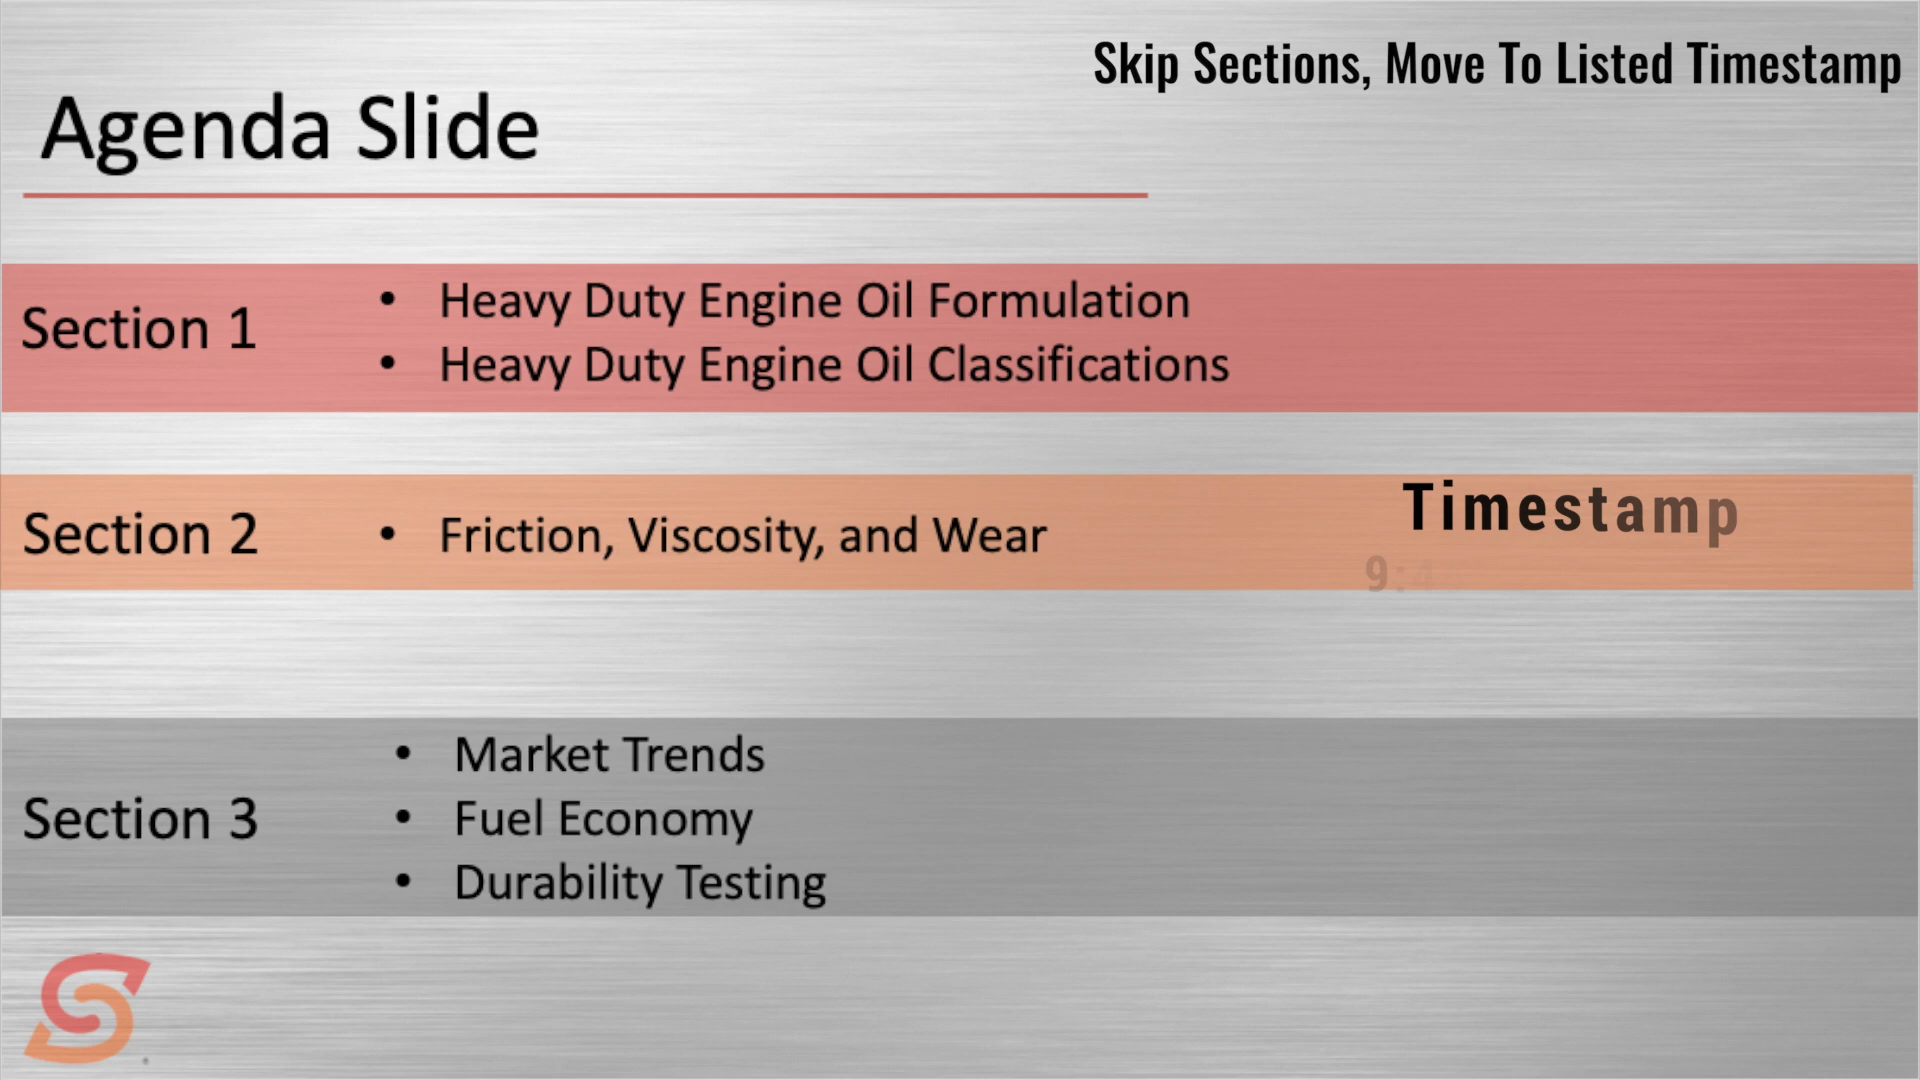 Skip Sections, Move To Listed Timestamp
Agenda Slide
Section 1
• Heavy Duty Engine Oil Formulation
• Heavy Duty Engine Oil Classifications
Section 2
• Friction, Viscosity, and Wear
Timestamp
Section 3
• Market Trends
• Fuel Economy
• Durability Testing